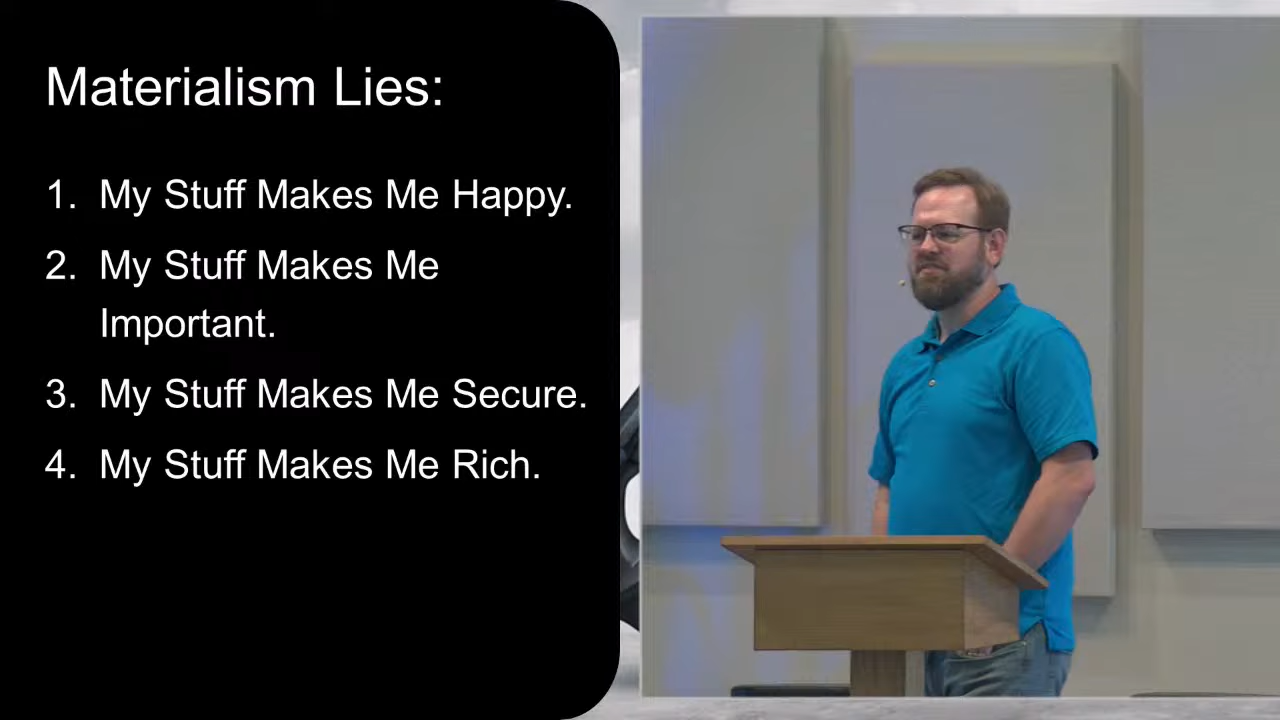 Materialism Lies:
1. My Stuff Makes Me Happy.
2. My Stuff Makes Me
Important.
3. My Stuff Makes Me Secure.
4. My Stuff Makes Me Rich.